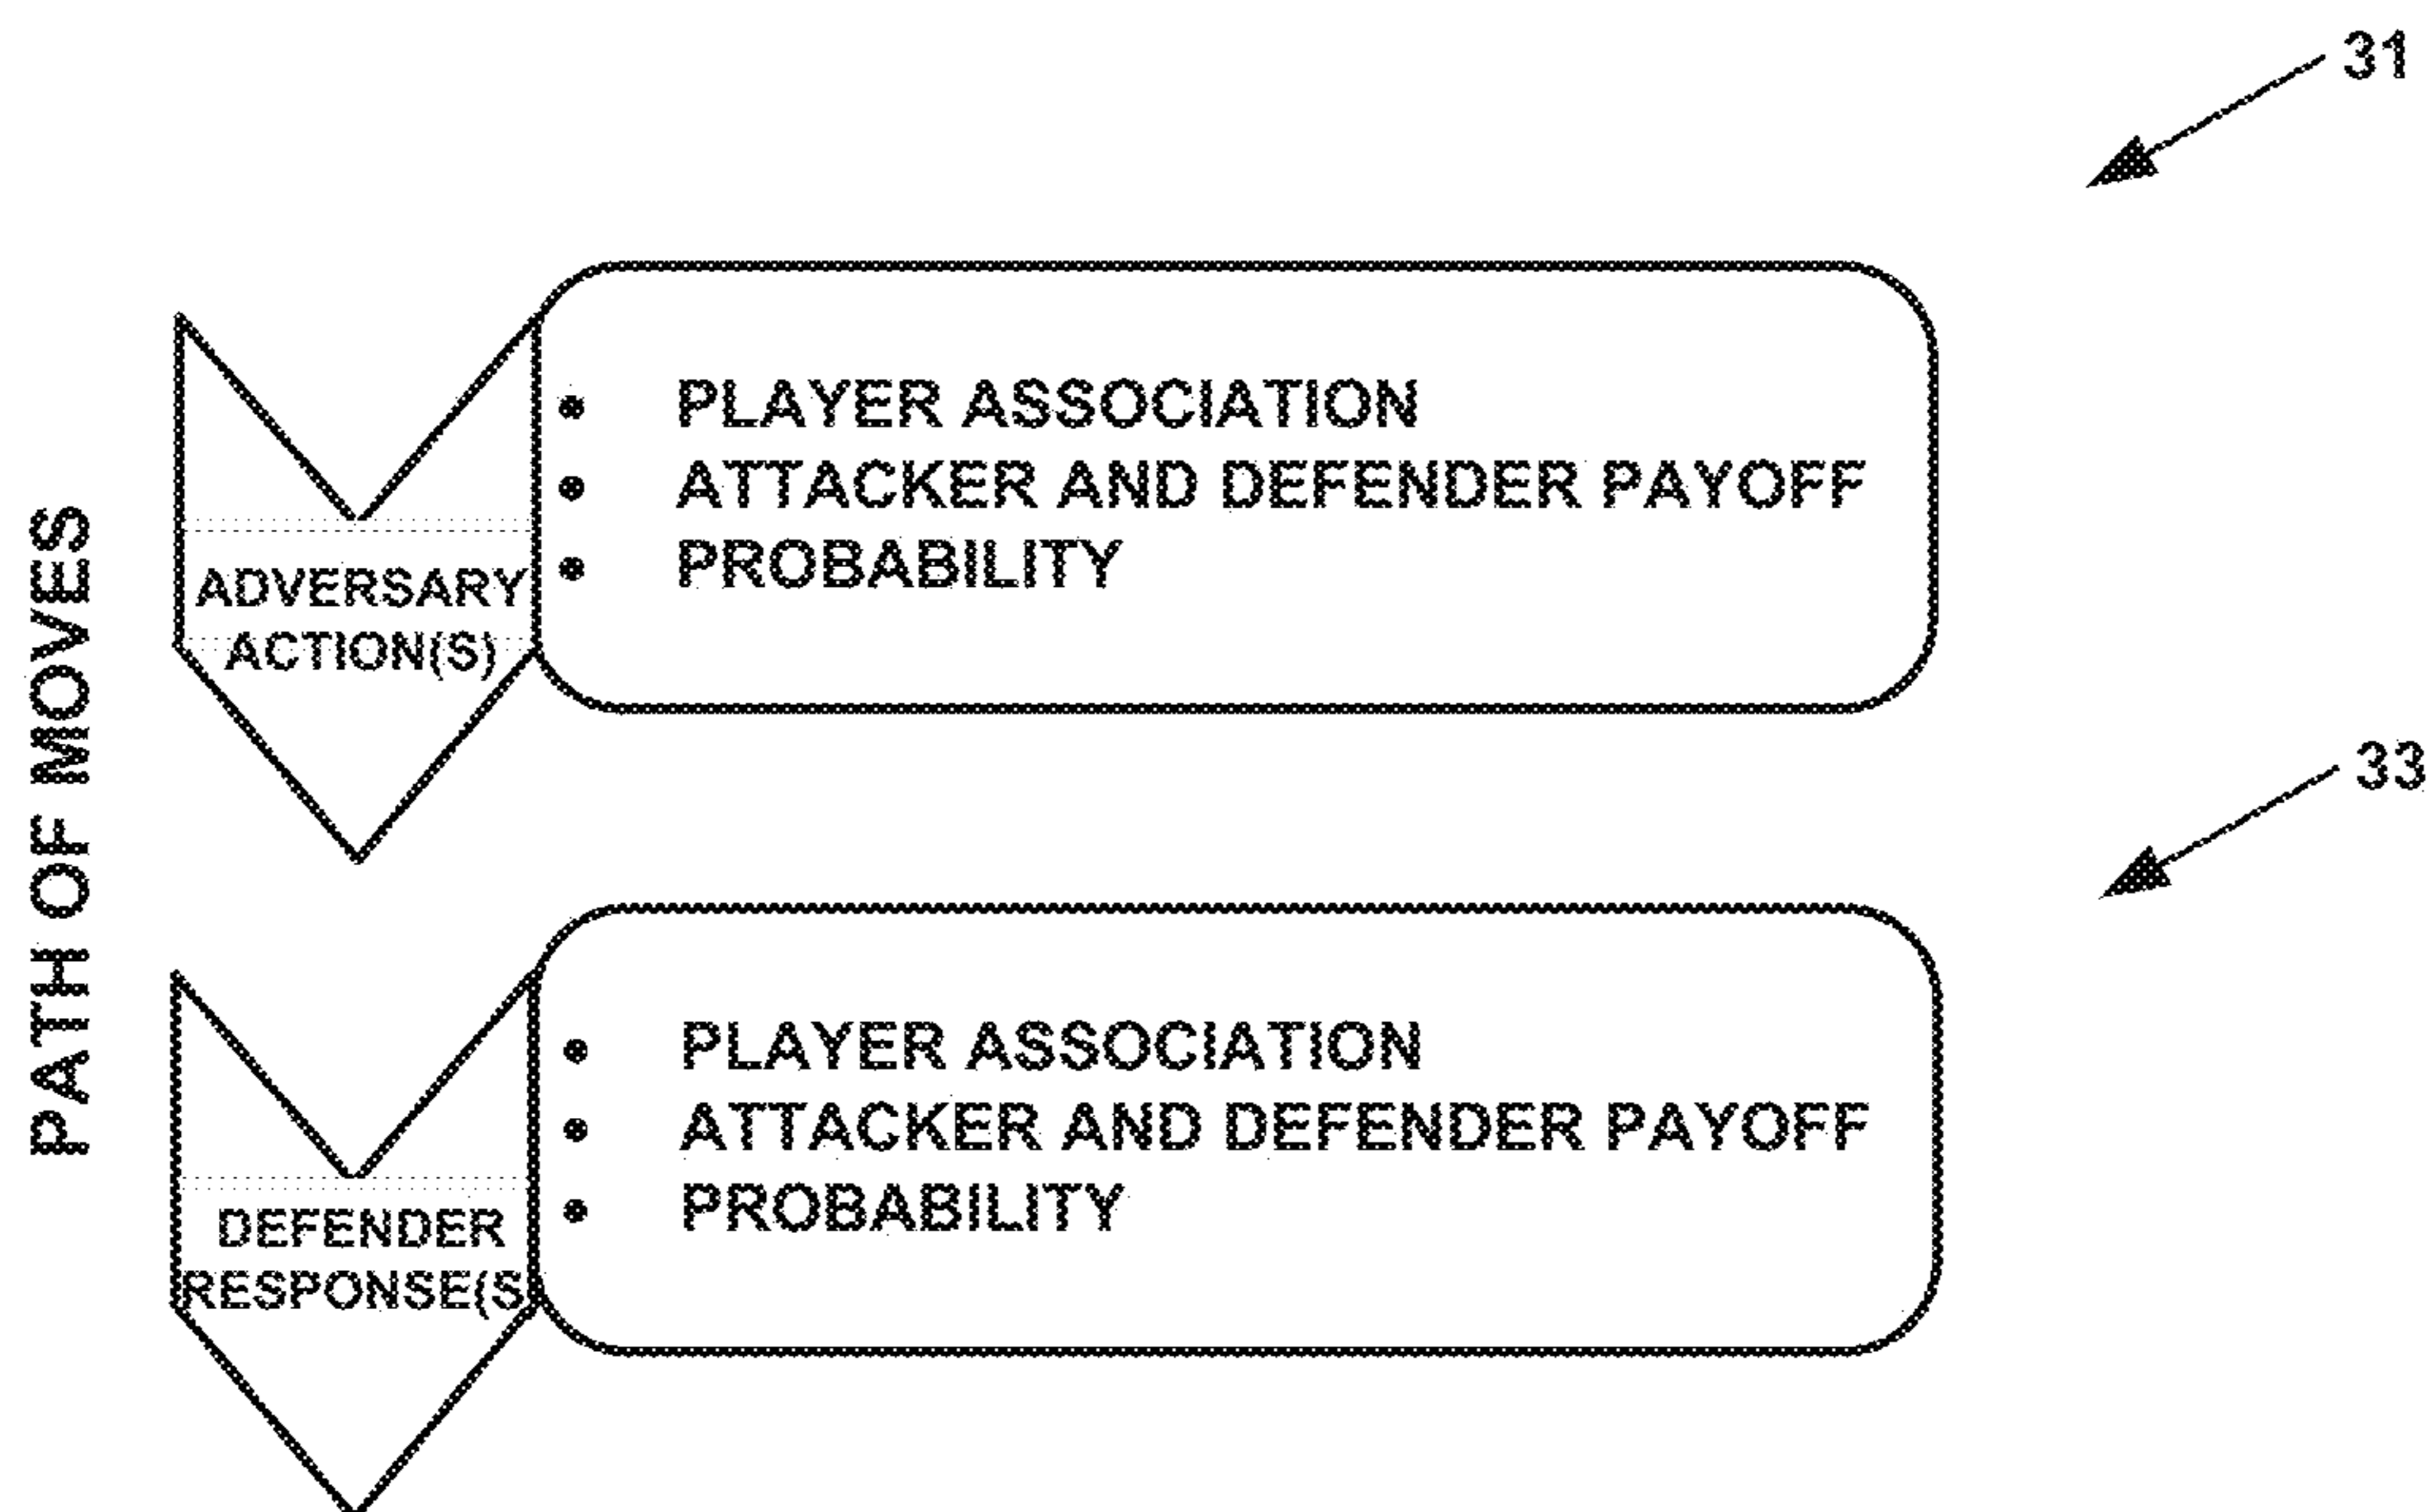 31
PATH OF MOVES
ADVERSARY
ACTION(S)
• PLAYER ASSOCIATION
• ATTACKER AND DEFENDER PAYOFF
• PROBABILITY
33
DEFENDER
RESPONSE(S
• PLAYER ASSOCIATION
• ATTACKER AND DEFENDER PAYOFF
• PROBABILITY